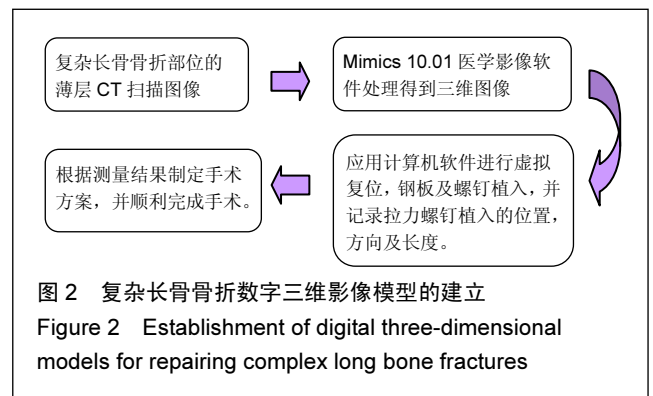 复杂长骨骨折部位的
薄层 CT 扫描图像
Mimics 10.01 医学影像软
件处理得到三维图像
应用计算机软件进行虚拟
复位，钢板及螺钉植入，并
记录拉力螺钉植入的位置，
方向及长度。
根据测量结果制定手术
方案，并顺利完成手术。
图 2 复杂长骨骨折数字三维影像模型的建立
Figure 2 Establishment of digital three-dimensional
models for repairing complex long bone fractures